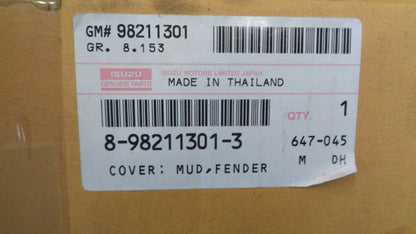 GM# 98211301
GR. 8.153
ISUZU
GENUINE PARTS
ISUZU MOTORS LIMITED JAPAN
MADE IN THAILAND
QTY. 1
8-98211301-3
647-045
COVER: MUD,FENDER
M DH